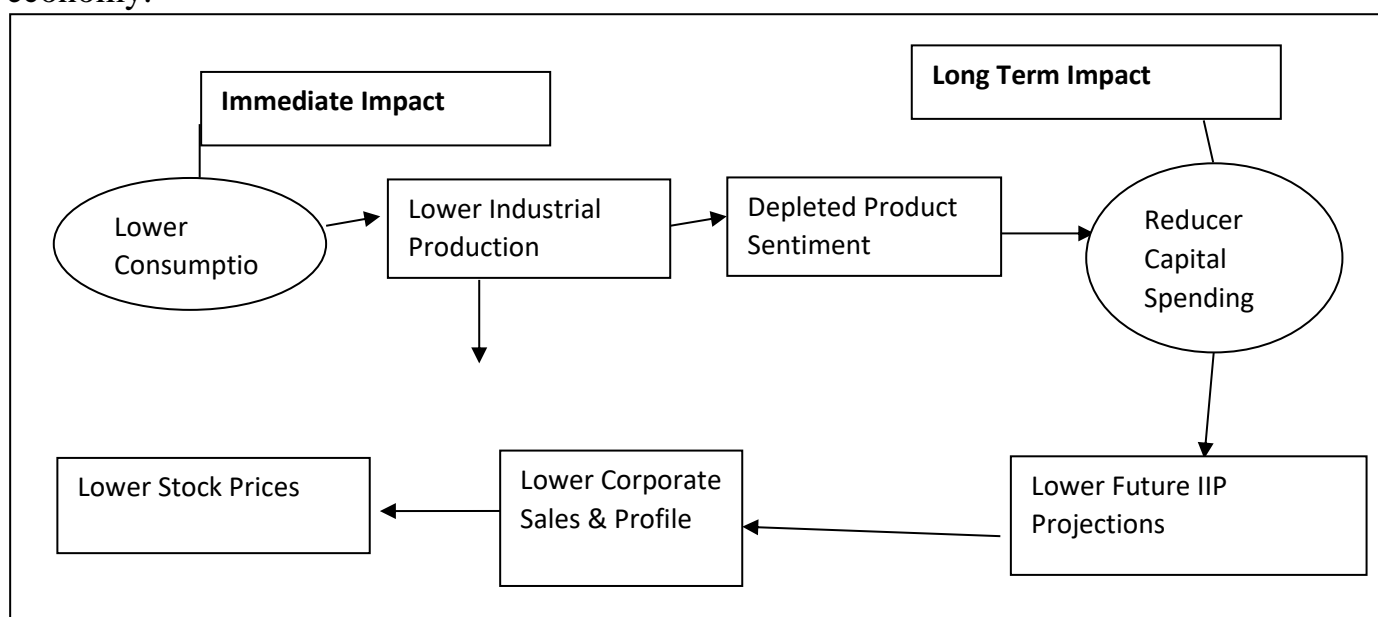 economy.
Immediate Impact
Long Term Impact
Lower
Consumptio
Lower Industrial
Production
Depleted Product
Sentiment
Reducer
Capital
Spending
Lower Stock Prices
Lower Corporate
Sales & Profile
Lower Future IIP
Projections